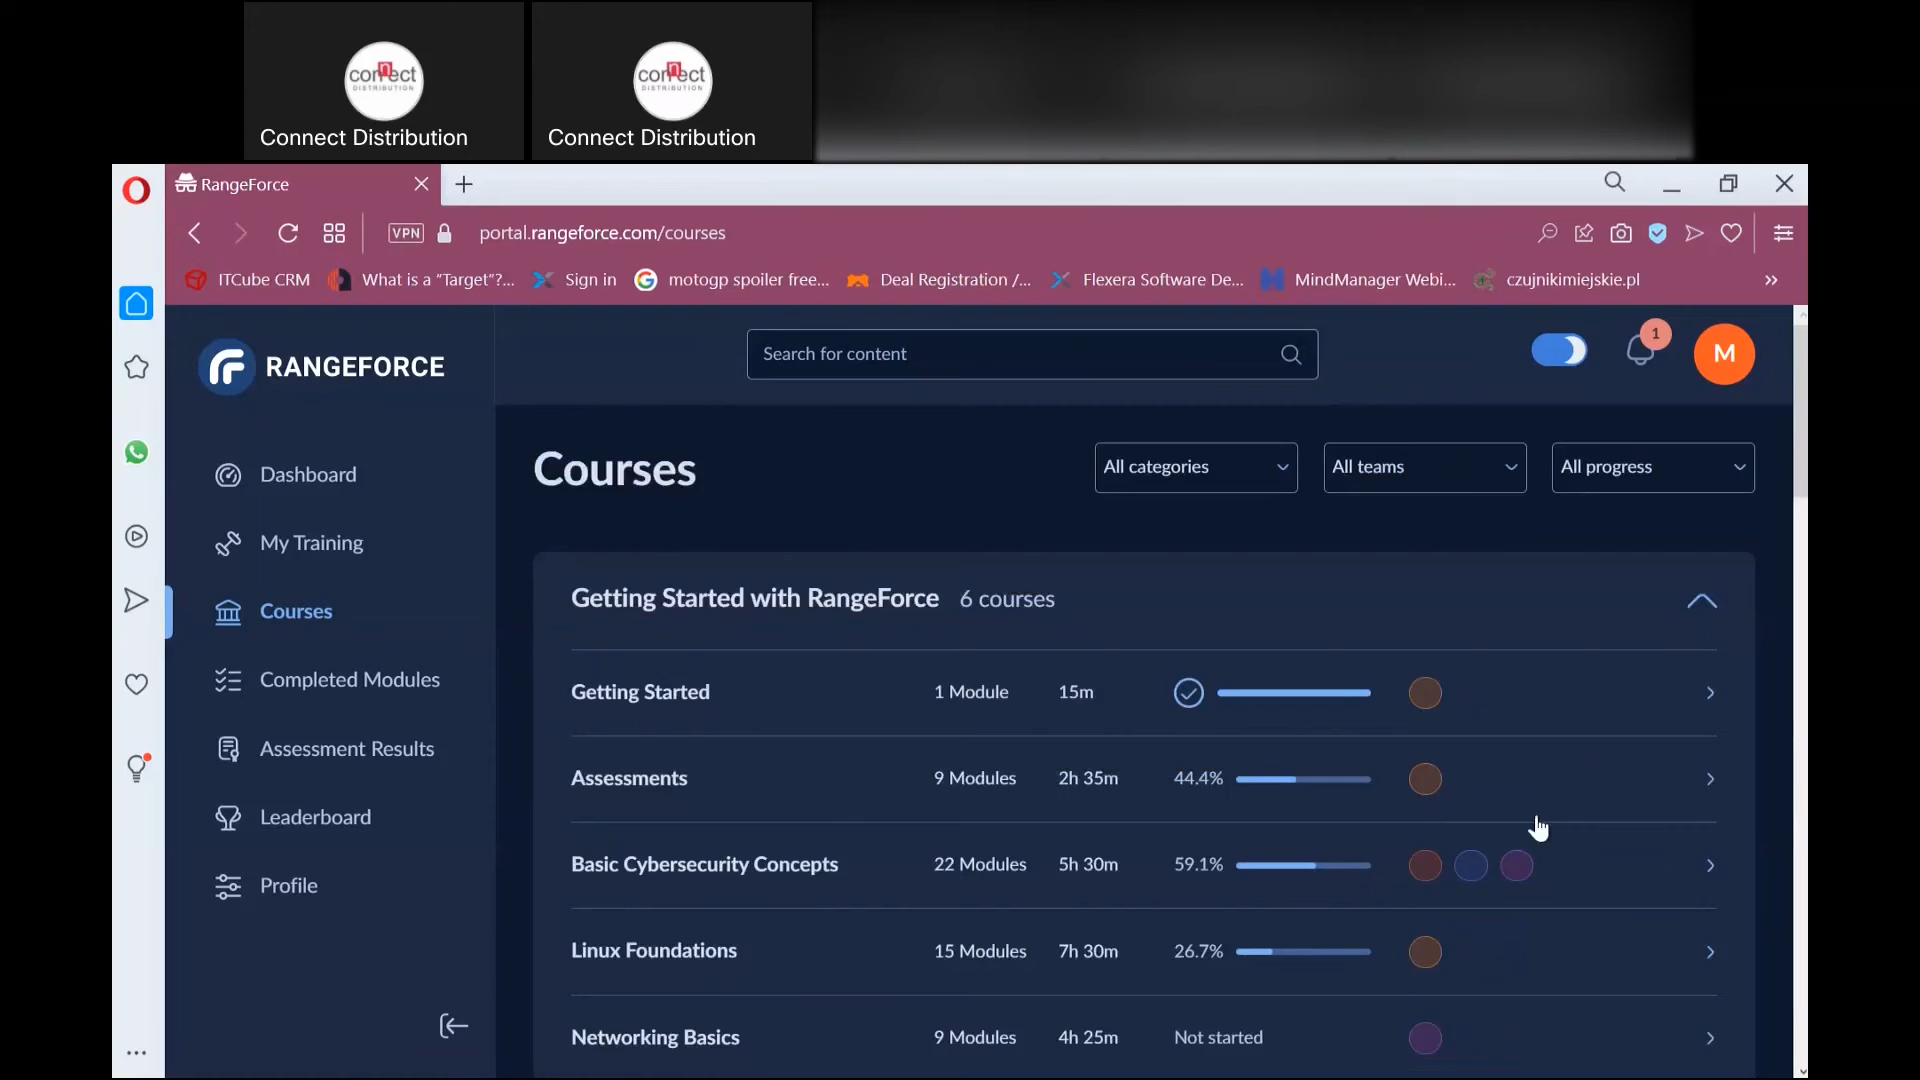 connect
DISTRIBUTION
Connect Distribution
connect
DISTRIBUTION
Connect Distribution
RangeForce
VPN
portal.rangeforce.com/courses
ITCube CRM
What is a “Target”?...
Sign in
motogp spoiler free...
Deal Registration /...
Flexera Software De...
MindManager Webi...
czujnikimiejskie.pl
RANGEFORCE
Search for content
1
M
Dashboard
My Training
Courses
Completed Modules
Assessment Results
Leaderboard
Profile
Courses
All categories
All teams
All progress
Getting Started with RangeForce 6 courses
Getting Started 1 Module 15m
Assessments 9 Modules 2h 35m 44.4%
Basic Cybersecurity Concepts 22 Modules 5h 30m 59.1%
Linux Foundations 15 Modules 7h 30m 26.7%
Networking Basics 9 Modules 4h 25m Not started